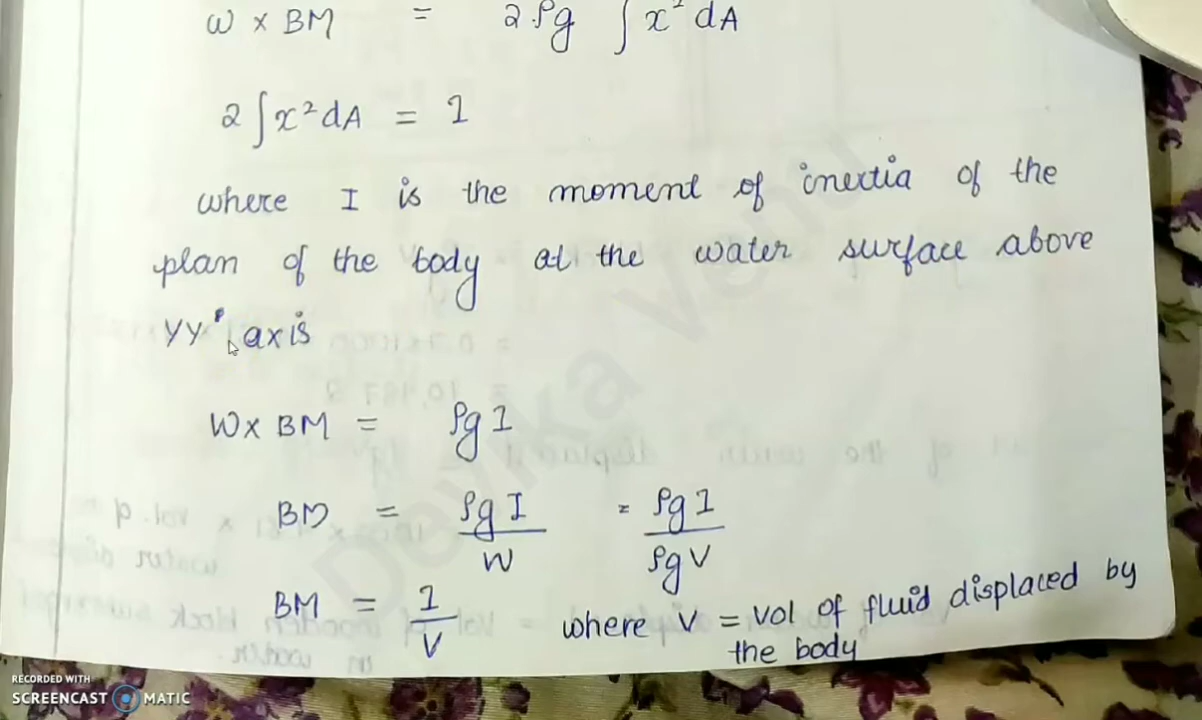 W × BM = 2ρg ∫ x² dA
2 ∫ x² dA = I
where I is the moment of inertia of the
plan of the body at the water surface above
YY' axis
W × BM = ρg I
BM = ρg I / W = ρg I / ρg V
BM = I / V where V = vol of fluid displaced by
the body
RECORDED WITH
SCREENCAST MATIC